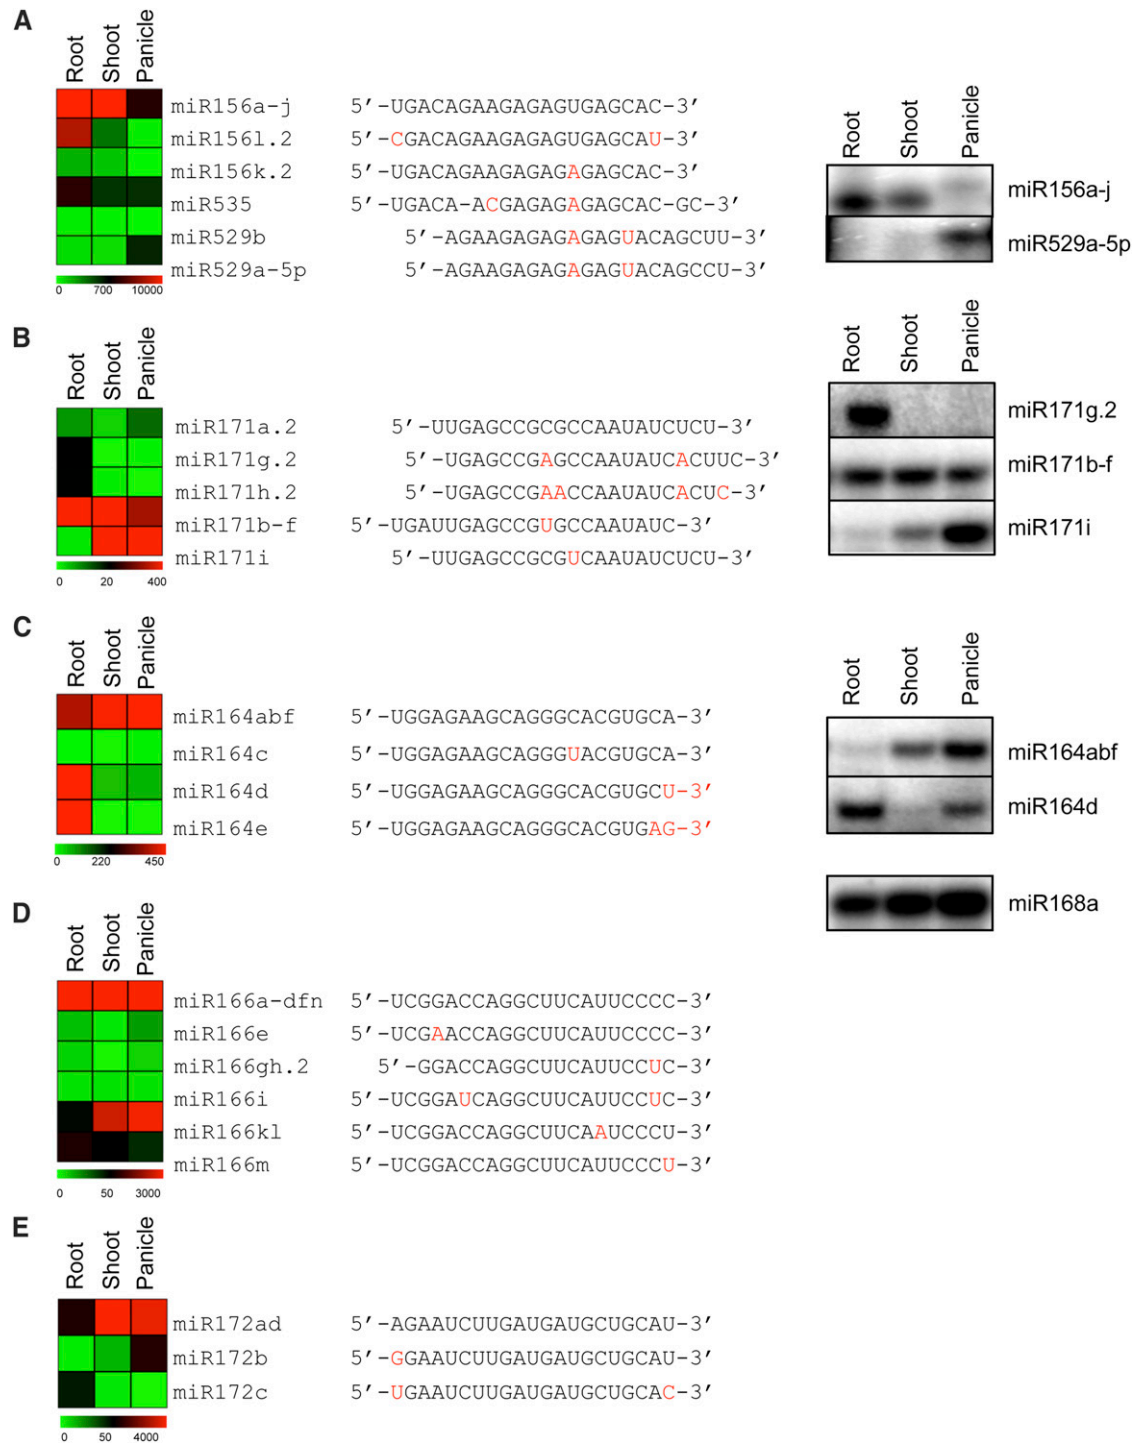 A
Root Shoot Panicle
miR156a-j 5′-UGACAGAAGAGAGUGAGCAC-3′
miR156l.2 5′-CGACAGAAGAGAGUGAGCAU-3′
miR156k.2 5′-UGACAGAAGAGAGAGAGCAC-3′
miR535 5′-UGACA-ACGAGAGAGAGCAC-GC-3′
miR529b 5′-AGAAGAGAGAGAGUACAGCUU-3′
miR529a-5p 5′-AGAAGAGAGAGAGUACAGCCU-3′
0 700 10000
Root Shoot Panicle
miR156a-j
miR529a-5p
B
Root Shoot Panicle
miR171a.2 5′-UUGAGCCGCGCCAAUAUCUCU-3′
miR171g.2 5′-UGAGCCGAGCCAAUAUCACUUC-3′
miR171h.2 5′-UGAGCCGAACCAAUAUCACUC-3′
miR171b-f 5′-UGAUUGAGCCGUGCCAAUAUC-3′
miR171i 5′-UUGAGCCGCGUCAAUAUCUCU-3′
0 20 400
Root Shoot Panicle
miR171g.2
miR171b-f
miR171i
C
Root Shoot Panicle
miR164abf 5′-UGGAGAAGCAGGGCACGUGCA-3′
miR164c 5′-UGGAGAAGCAGGGUACGUGCA-3′
miR164d 5′-UGGAGAAGCAGGGCACGUGCU-3′
miR164e 5′-UGGAGAAGCAGGGCACGUGAG-3′
0 220 450
Root Shoot Panicle
miR164abf
miR164d
miR168a
D
Root Shoot Panicle
miR166a-dfn 5′-UCGGACCAGGCUUCAUUCCCC-3′
miR166e 5′-UCGAACCAGGCUUCAUUCCCC-3′
miR166gh.2 5′-GGACCAGGCUUCAUUCCUC-3′
miR166i 5′-UCGGAUCAGGCUUCAUUCCUC-3′
miR166kl 5′-UCGGACCAGGCUUCAAUCCCU-3′
miR166m 5′-UCGGACCAGGCUUCAUUCCCU-3′
0 50 3000
E
Root Shoot Panicle
miR172ad 5′-AGAAUCUUGAUGAUGCUGCAU-3′
miR172b 5′-GGAAUCUUGAUGAUGCUGCAU-3′
miR172c 5′-UGAAUCUUGAUGAUGCUGCAC-3′
0 50 4000